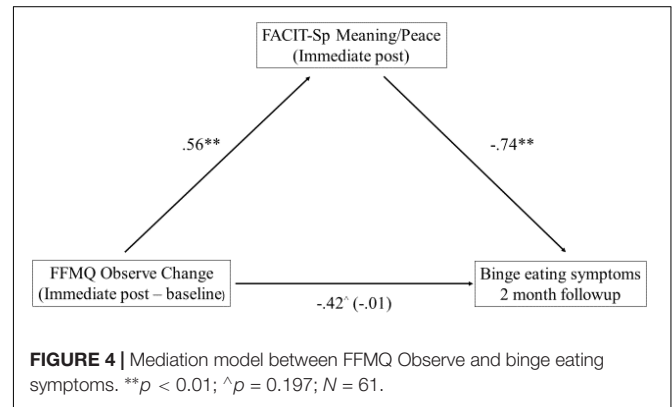 FACIT-Sp Meaning/Peace
(Immediate post)
.56**
-.74**
FFMQ Observe Change
(Immediate post – baseline)
Binge eating symptoms
2 month followup
-.42^ (-.01)
FIGURE 4 | Mediation model between FFMQ Observe and binge eating
symptoms. **p < 0.01; ^p = 0.197; N = 61.